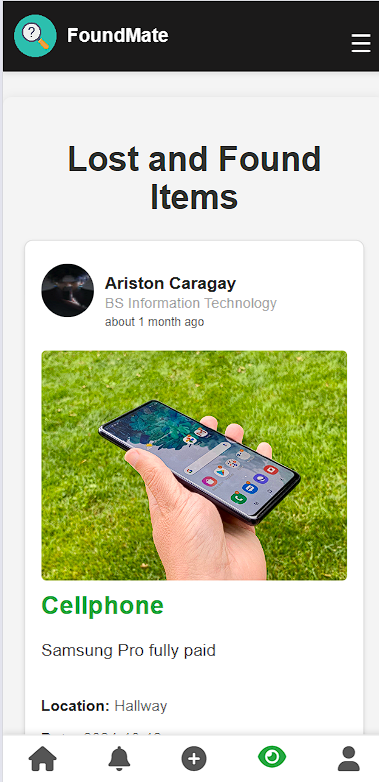 FoundMate
Lost and Found
Items
Ariston Caragay
BS Information Technology
about 1 month ago
Cellphone
Samsung Pro fully paid
Location: Hallway